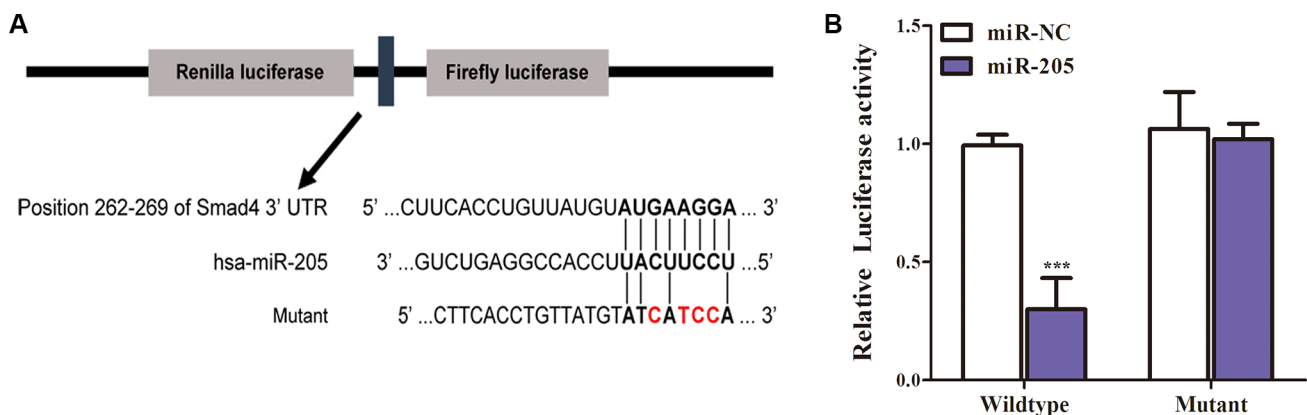 A
Renilla luciferase
Firefly luciferase
Position 262-269 of Smad4 3’ UTR 5’ ...CUUCACCUGUUAUGUAUGAAGGA ... 3’
hsa-miR-205 3’ ...GUCUGAGGCCACCUUACUUCCU ...5’
Mutant 5’ ...CTTCACCTGTTATGTATCATCCA ... 3’
B
miR-NC
miR-205
Relative Luciferase activity
1.5
1.0
0.5
0.0
***
Wildtype
Mutant